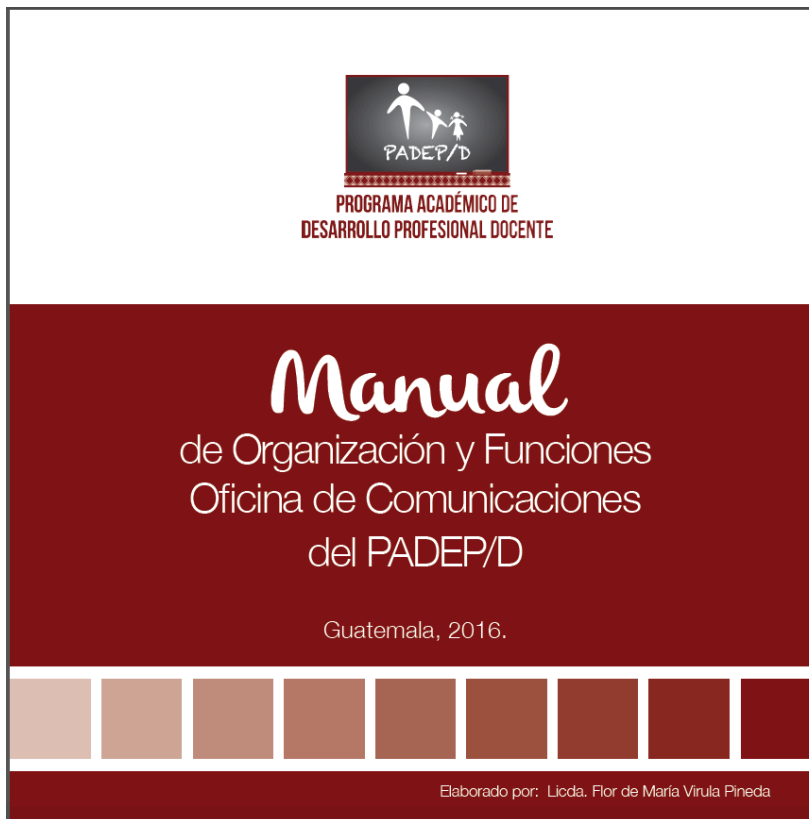 PADEP/D
PROGRAMA ACADÉMICO DE
DESARROLLO PROFESIONAL DOCENTE
Manual
de Organización y Funciones
Oficina de Comunicaciones
del PADEP/D
Guatemala, 2016.
Elaborado por: Licda. Flor de María Virula Pineda